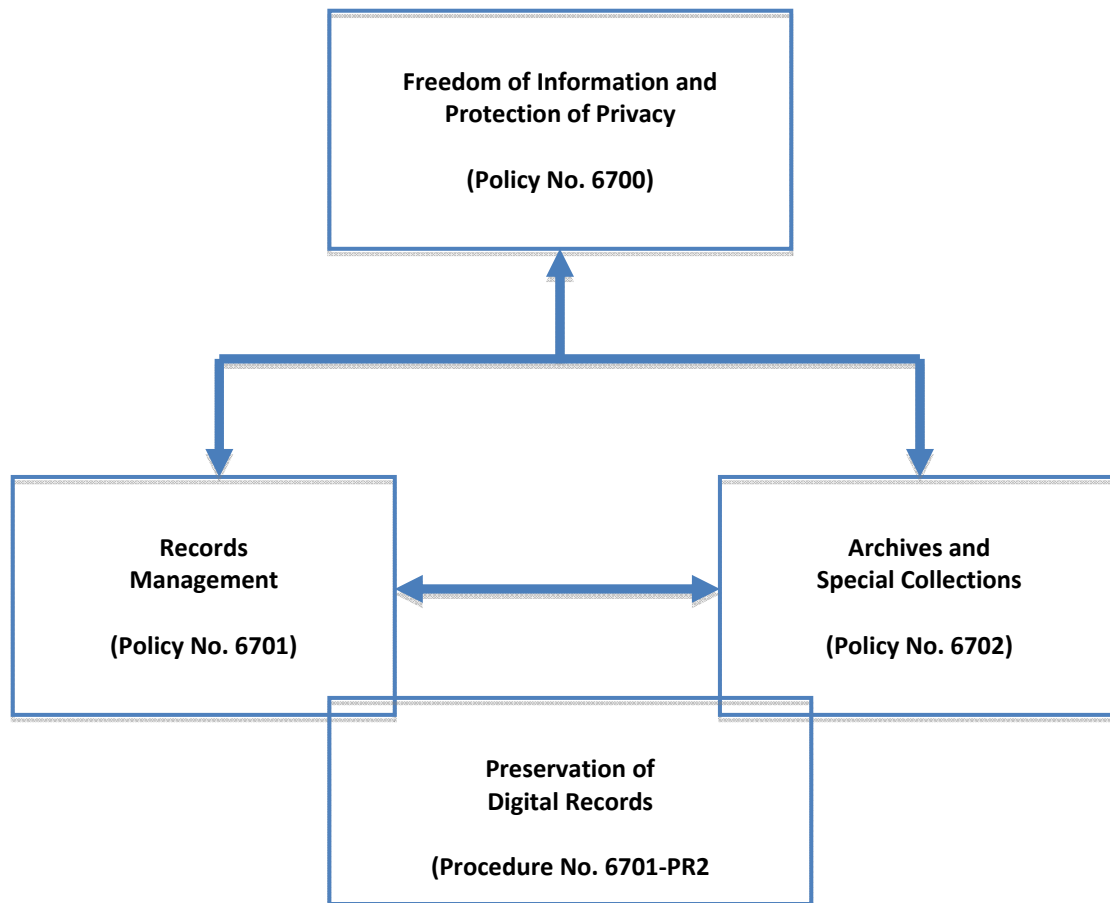 Freedom of Information and
Protection of Privacy
(Policy No. 6700)
Records
Management
(Policy No. 6701)
Archives and
Special Collections
(Policy No. 6702)
Preservation of
Digital Records
(Procedure No. 6701-PR2